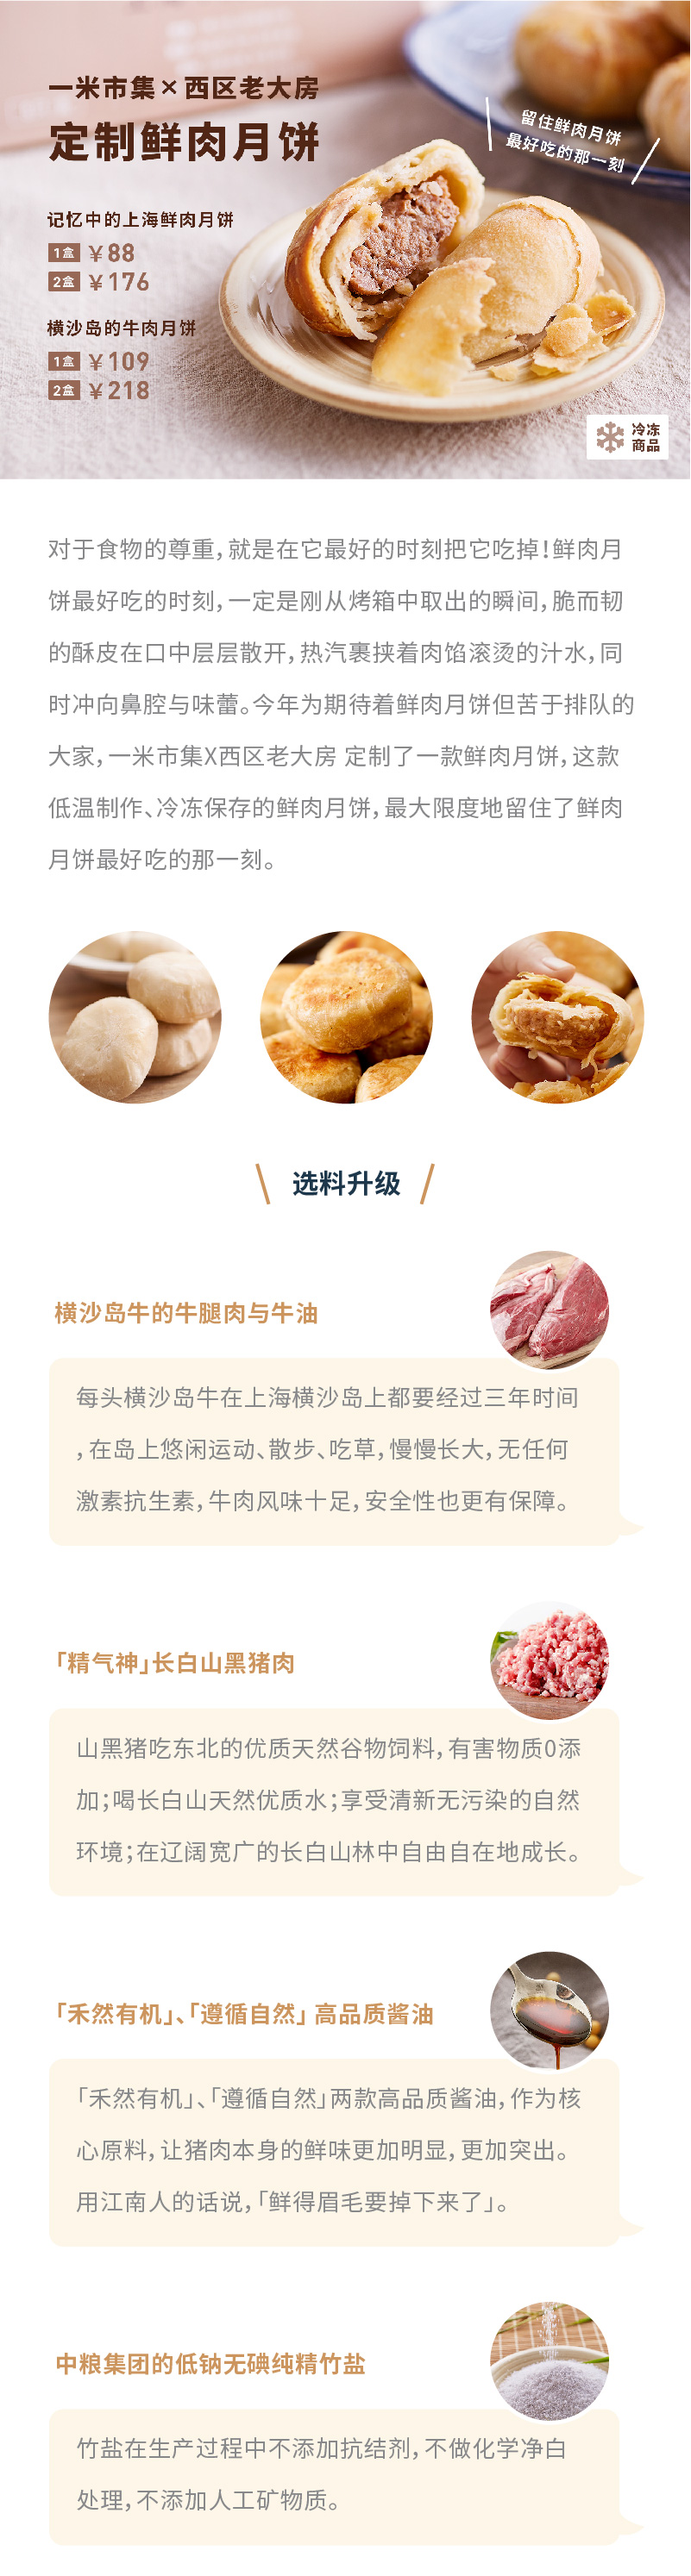 一米市集×西区老大房
定制鲜肉月饼
留住鲜肉月饼
最好吃的那一刻
记忆中的上海鲜肉月饼
1盒 ￥88
2盒 ￥176
横沙岛的牛肉月饼
1盒 ￥109
2盒 ￥218
冷冻
商品
对于食物的尊重，就是在它最好的时刻把它吃掉！鲜肉月
饼最好吃的时刻，一定是刚从烤箱中取出的瞬间，脆而韧
的酥皮在口中层层散开，热汽裹挟着肉馅滚烫的汁水，同
时冲向鼻腔与味蕾。今年为期待着鲜肉月饼但苦于排队的
大家，一米市集X西区老大房 定制了一款鲜肉月饼，这款
低温制作、冷冻保存的鲜肉月饼，最大限度地留住了鲜肉
月饼最好吃的那一刻。
选料升级
横沙岛牛的牛腿肉与牛油
每头横沙岛牛在上海横沙岛上都要经过三年时间
，在岛上悠闲运动、散步、吃草，慢慢长大，无任何
激素抗生素，牛肉风味十足，安全性也更有保障。
「精气神」长白山黑猪肉
山黑猪吃东北的优质天然谷物饲料，有害物质0添
加；喝长白山天然优质水；享受清新无污染的自然
环境；在辽阔宽广的长白山林中自由自在地成长。
「禾然有机」、「遵循自然」 高品质酱油
「禾然有机」、「遵循自然」两款高品质酱油，作为核
心原料，让猪肉本身的鲜味更加明显，更加突出。
用江南人的话说，「鲜得眉毛要掉下来了」。
中粮集团的低钠无碘纯精竹盐
竹盐在生产过程中不添加抗结剂，不做化学净白
处理，不添加人工矿物质。